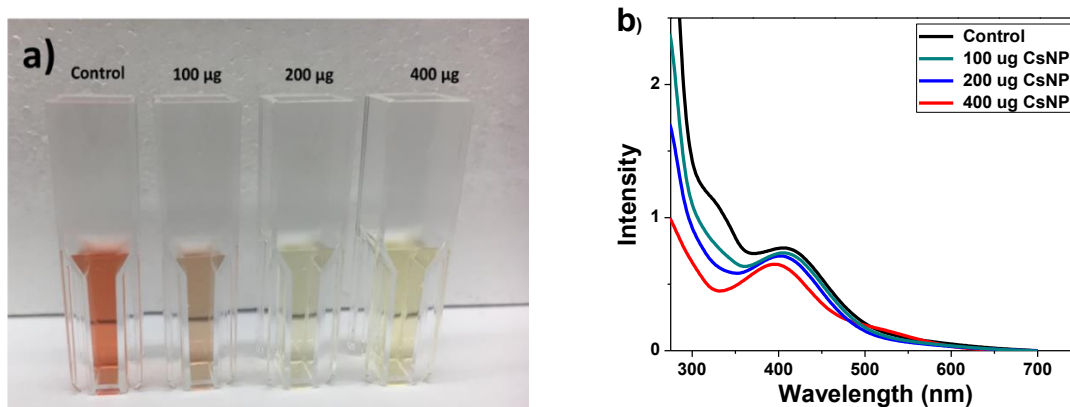 a)
Control 100 µg 200 µg 400 µg
b)
Control
100 ug CsNP
200 ug CsNP
400 ug CsNP
Intensity
2
1
0
300 400 500 600 700
Wavelength (nm)